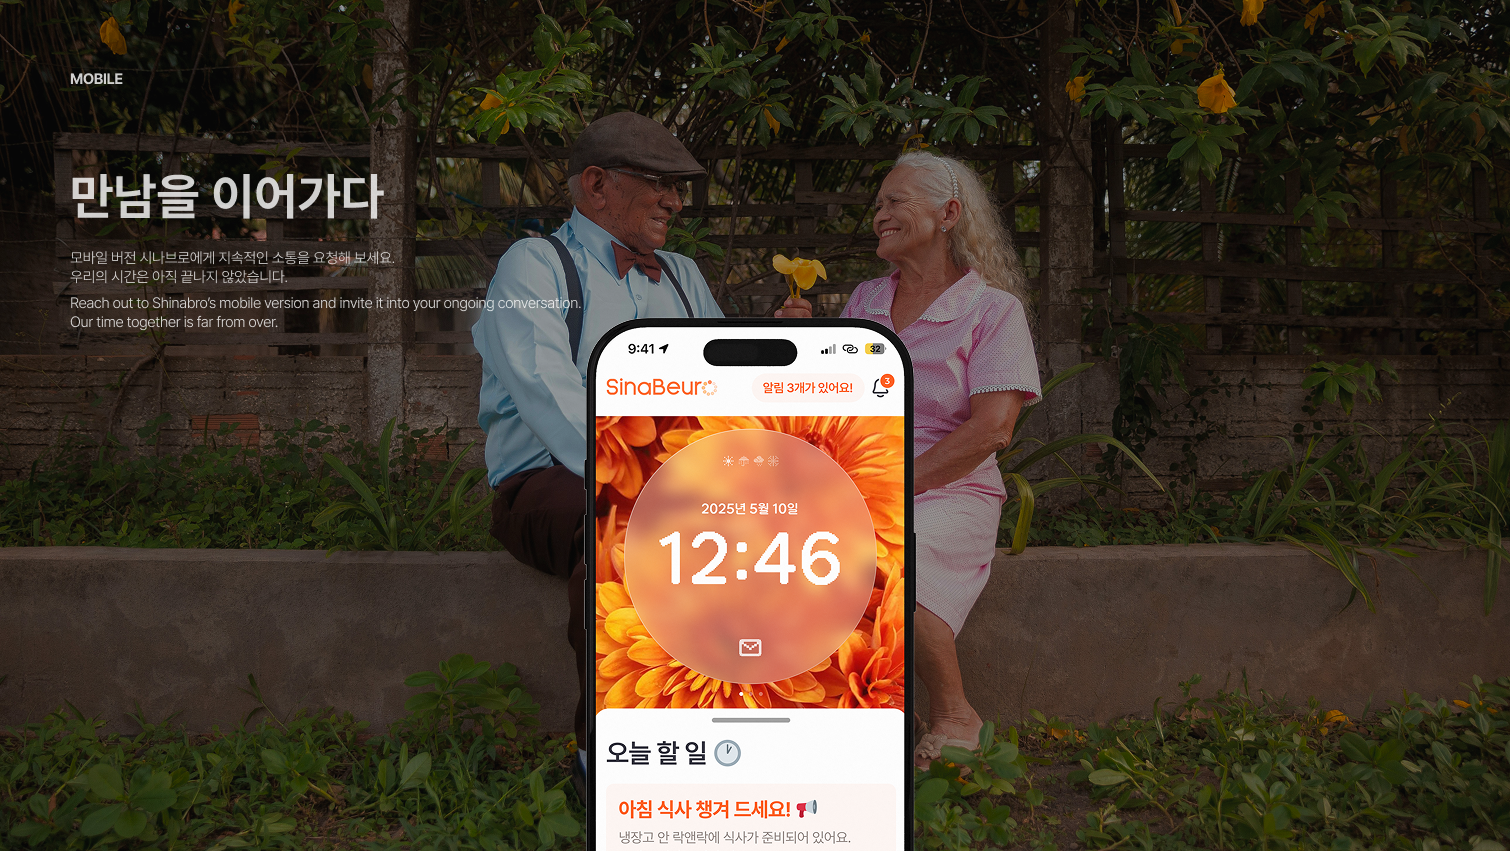 MOBILE
만남을 이어가다
모바일 버전 시나브로에게 지속적인 소통을 요청해 보세요.
우리의 시간은 아직 끝나지 않았습니다.
Reach out to Shinabro’s mobile version and invite it into your ongoing conversation.
Our time together is far from over.
9:41
32
SinaBeuro
알림 3개가 있어요!
3
2025년 5월 10일
12:46
오늘 할 일
아침 식사 챙겨 드세요!
냉장고 안 락앤락에 식사가 준비되어 있어요.